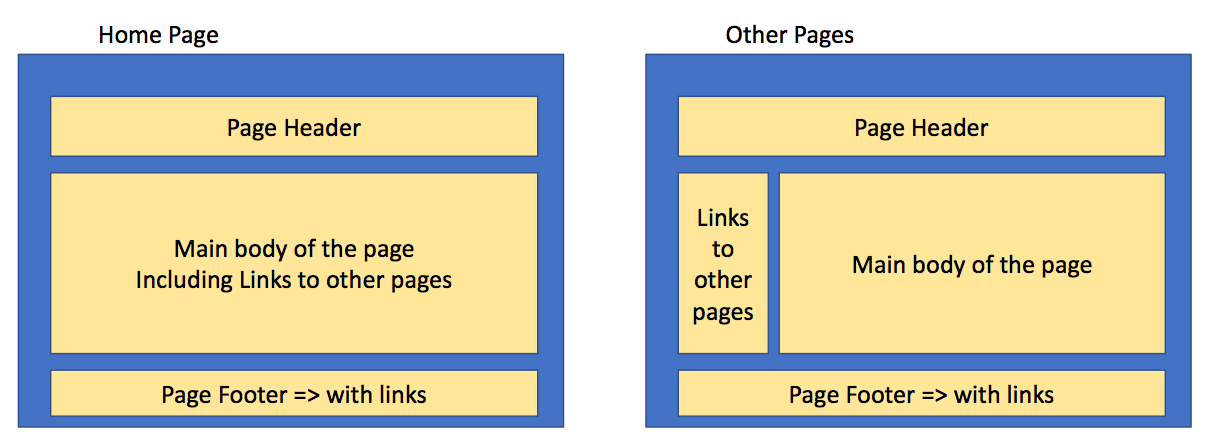 Home Page
Page Header
Main body of the page
Including Links to other pages
Page Footer => with links
Other Pages
Page Header
Links
to
other
pages
Main body of the page
Page Footer => with links